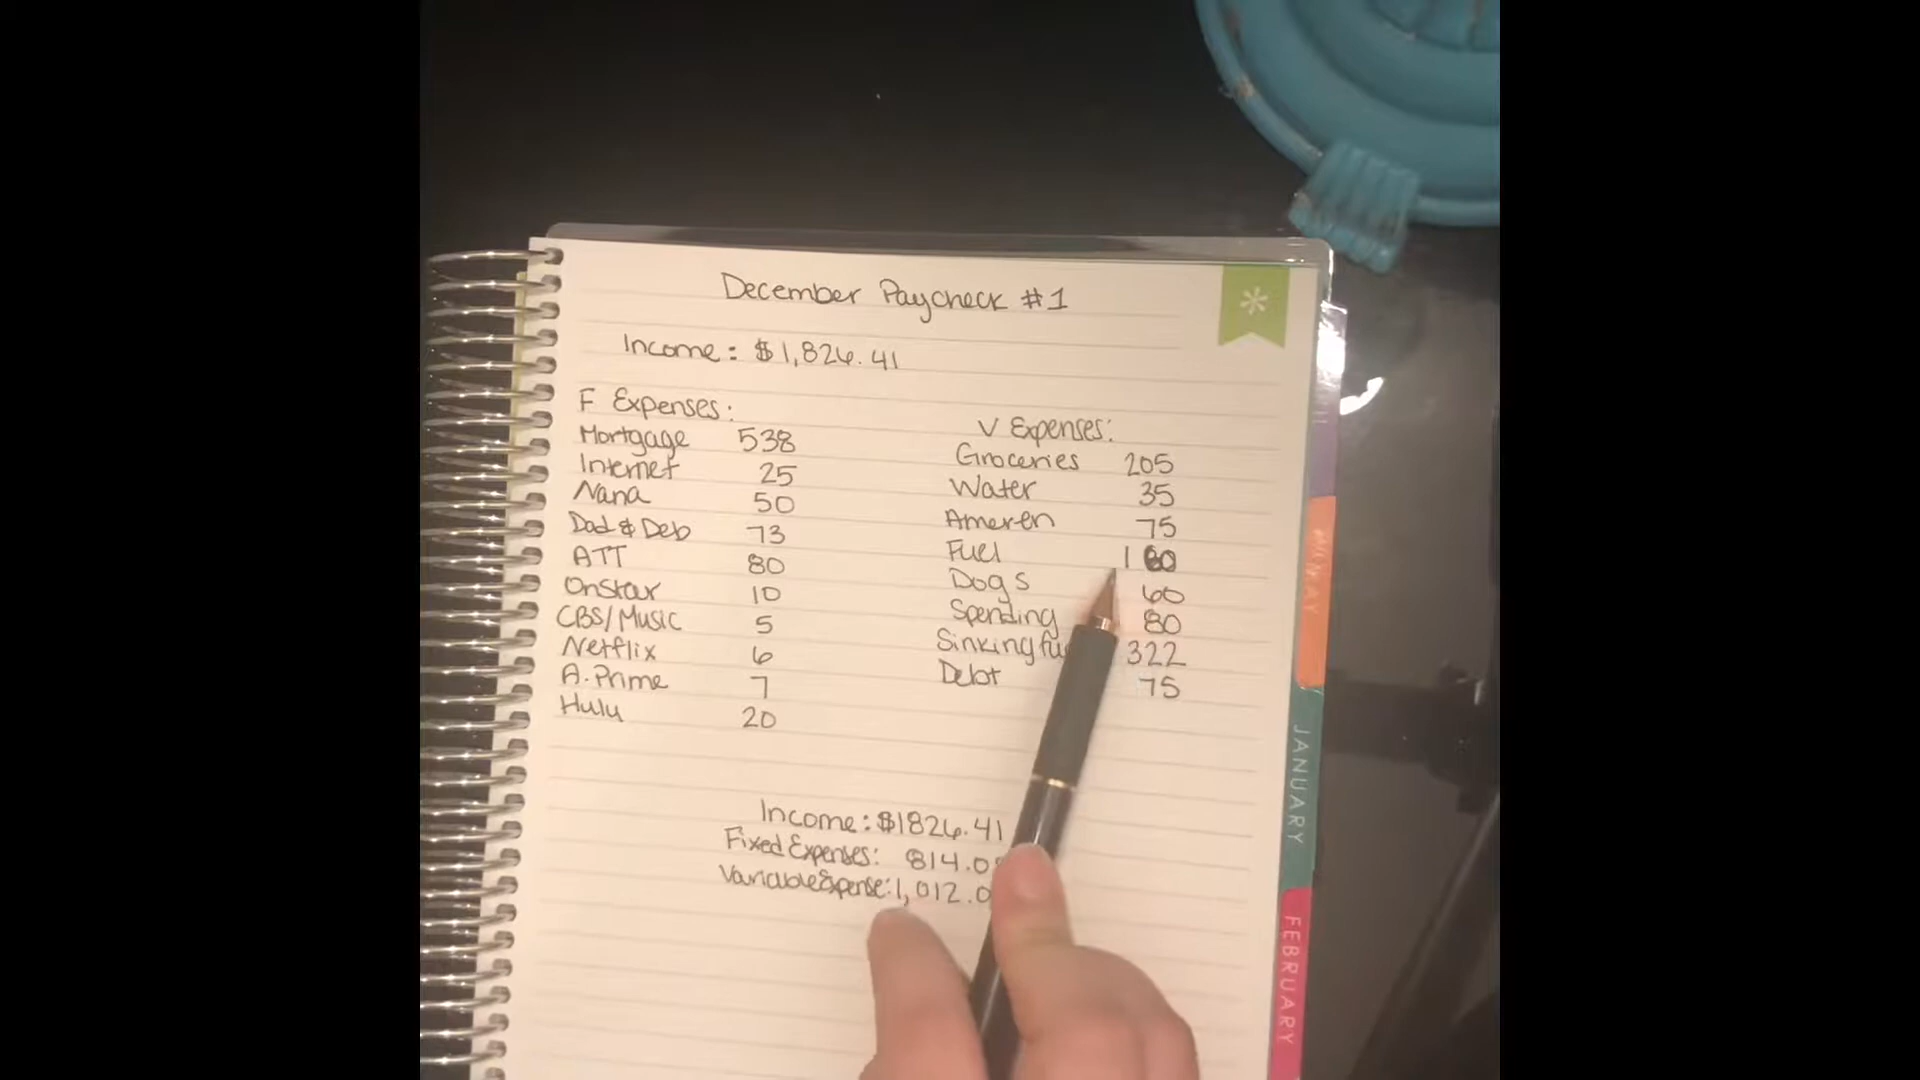 December Paycheck #1
*
Income: $1,826.41
F Expenses:
Mortgage 538
Internet 25
Nana 50
Dad & Deb 73
ATT 80
Onstar 10
CBS/Music 5
Netflix 6
A.Prime 7
Hulu 20
V Expenses:
Groceries 205
Water 35
Ameren 75
Fuel 160
Dogs 60
Spending 80
Sinking fu 322
Debt 75
Income: $1826.41
Fixed Expenses: 814.0
Variable Expense: 1,012.0
JANUARY
FEBRUARY